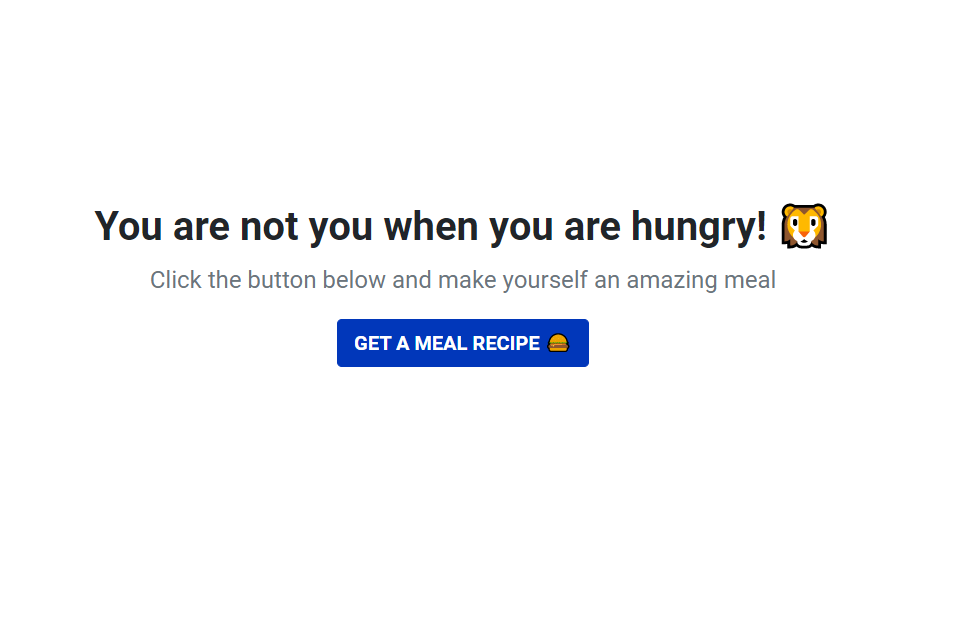 You are not you when you are hungry! 🦁
Click the button below and make yourself an amazing meal
GET A MEAL RECIPE 🍔